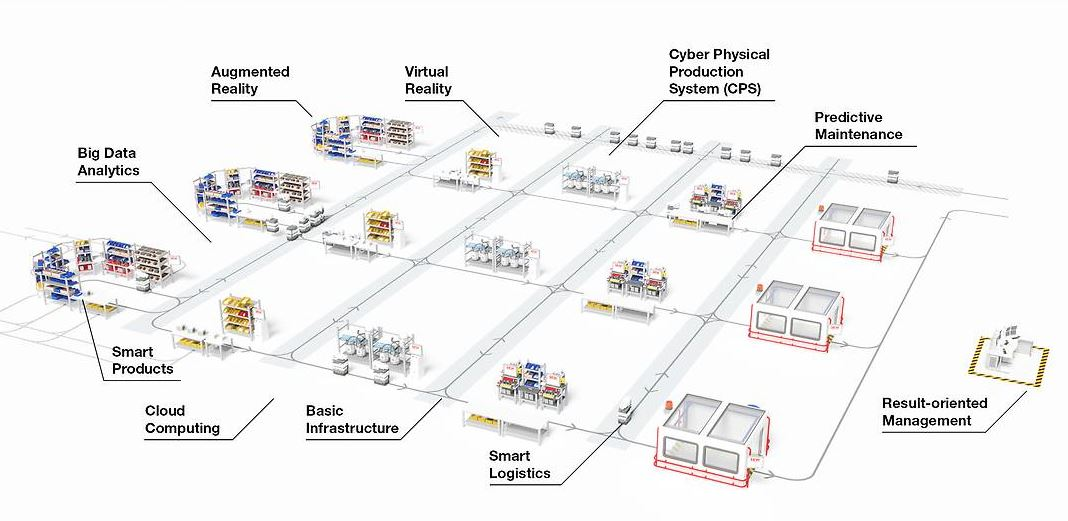 Augmented
Reality
Virtual
Reality
Cyber Physical
Production
System (CPS)
Predictive
Maintenance
Big Data
Analytics
Smart
Products
Cloud
Computing
Basic
Infrastructure
Smart
Logistics
Result-oriented
Management